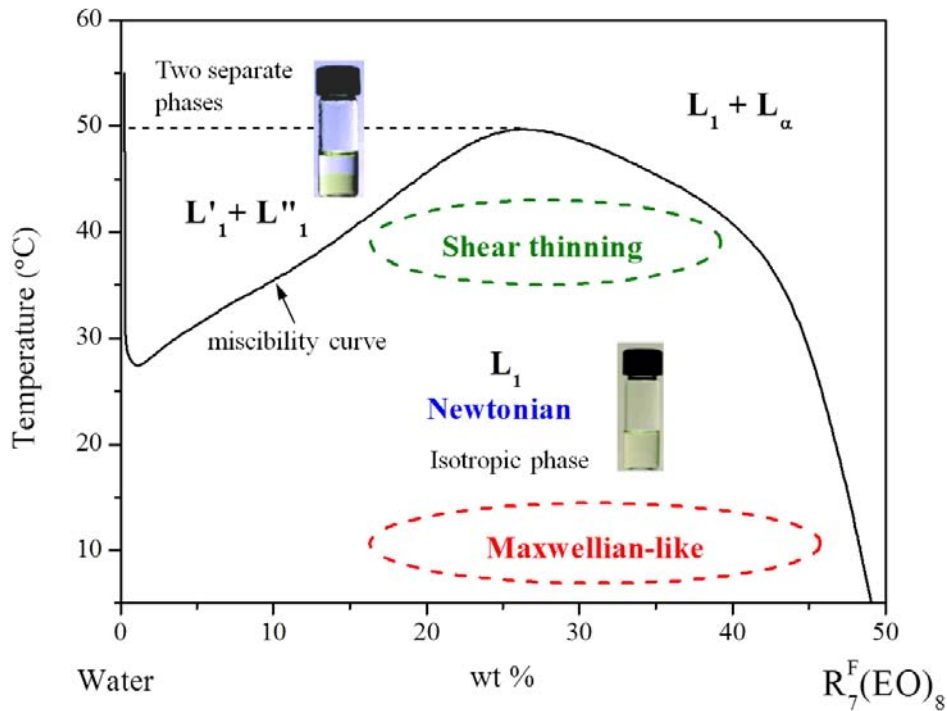 60
50
40
30
20
10
Temperature (°C)
Two separate
phases
L₁ + Lα
L'₁ + L"₁
Shear thinning
miscibility curve
L₁
Newtonian
Isotropic phase
Maxwellian-like
0 10 20 30 40 50
Water wt % R₇ᶠ(EO)₈